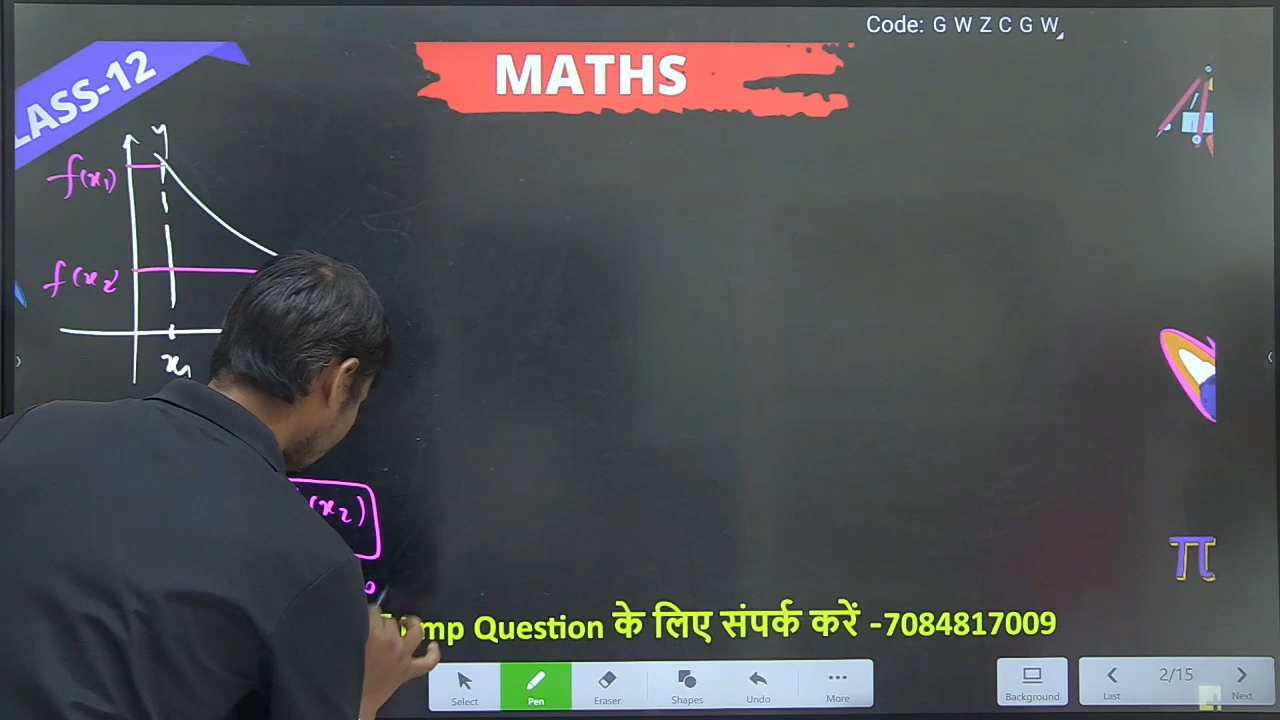 Code: G W Z C G W
LASS-12
MATHS
y
f(x₁)
f(x₂
x₁
(x₂)
mp Question के लिए संपर्क करें -7084817009
Select
Pen
Eraser
Shapes
Undo
More
Background
Last
2/15
Next
π